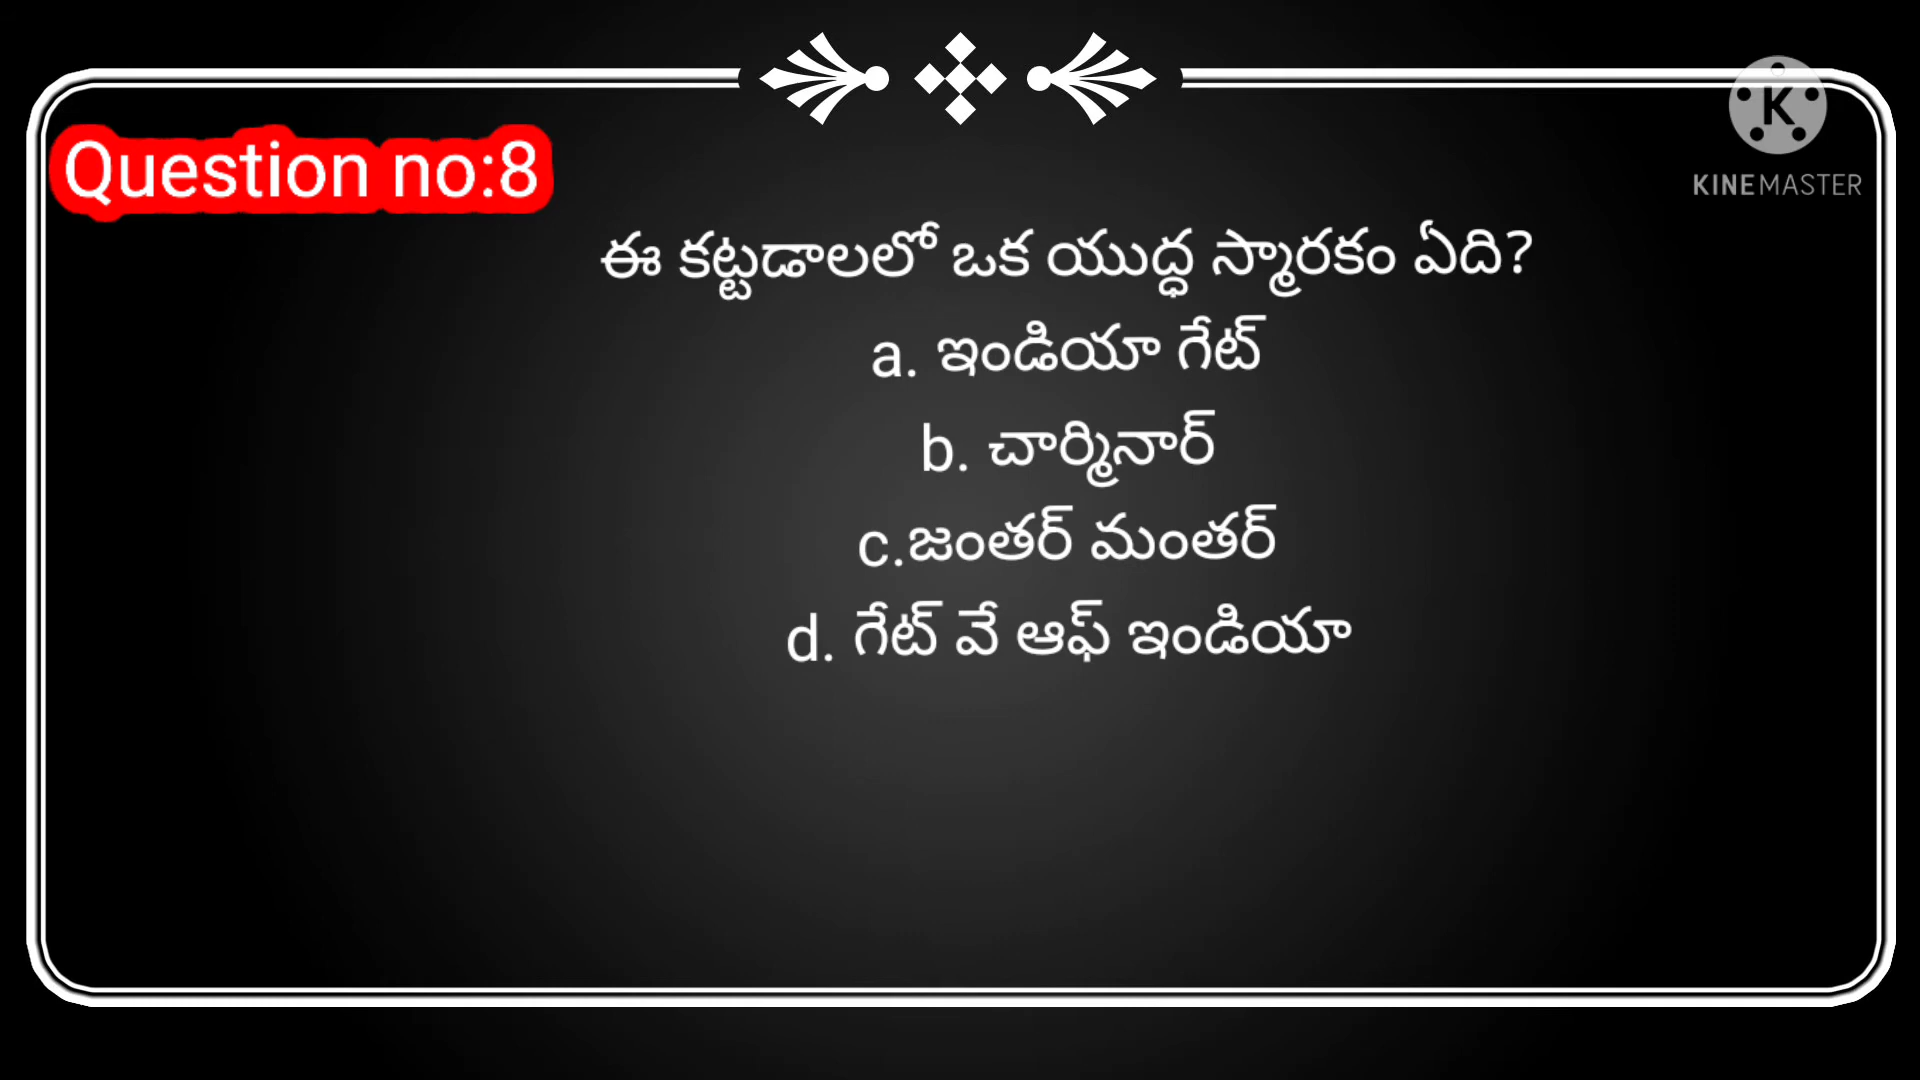 KINEMASTER
Question no:8
ఈ కట్టడాలలో ఒక యుద్ధ స్మారకం ఏది?
a. ఇండియా గేట్
b. చార్మినార్
c.జంతర్ మంతర్
d. గేట్ వే ఆఫ్ ఇండియా